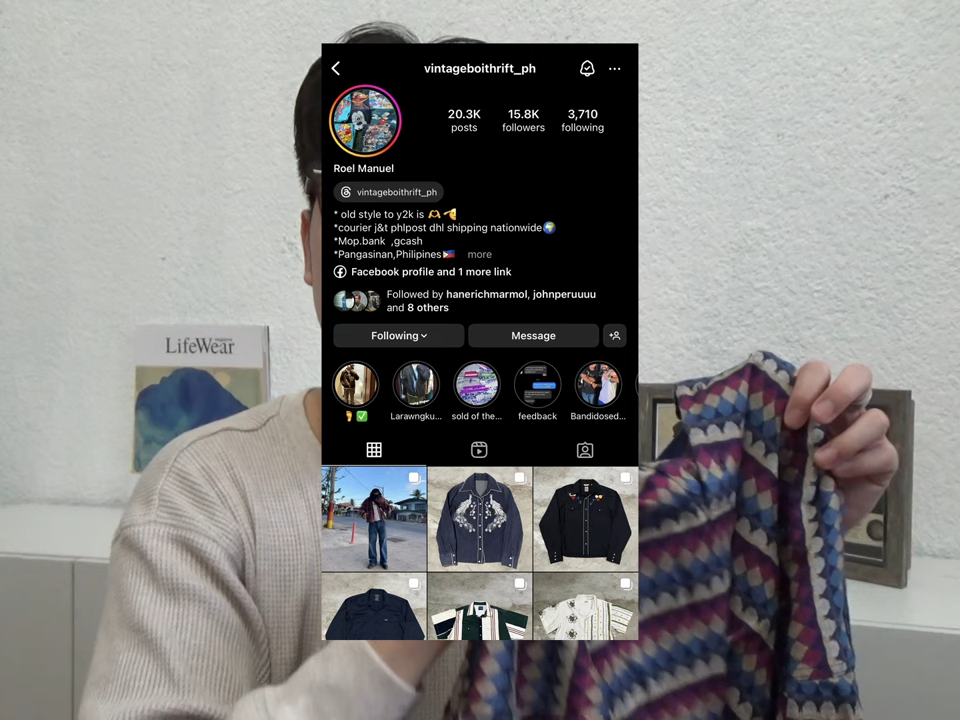 vintageboithrift_ph
20.3K 15.8K 3,710
posts followers following
Roel Manuel
vintageboithrift_ph
* old style to y2k is 🫶🤏
*courier j&t phlpost dhl shipping nationwide🌍
*Mop.bank ,gcash
*Pangasinan,Philipines🇵🇭 more
Facebook profile and 1 more link
Followed by hanerichmarmol, johnperuuuu
and 8 others
Following Message
Larawngku... sold of the... feedback Bandidosed...
LifeWear
magazine